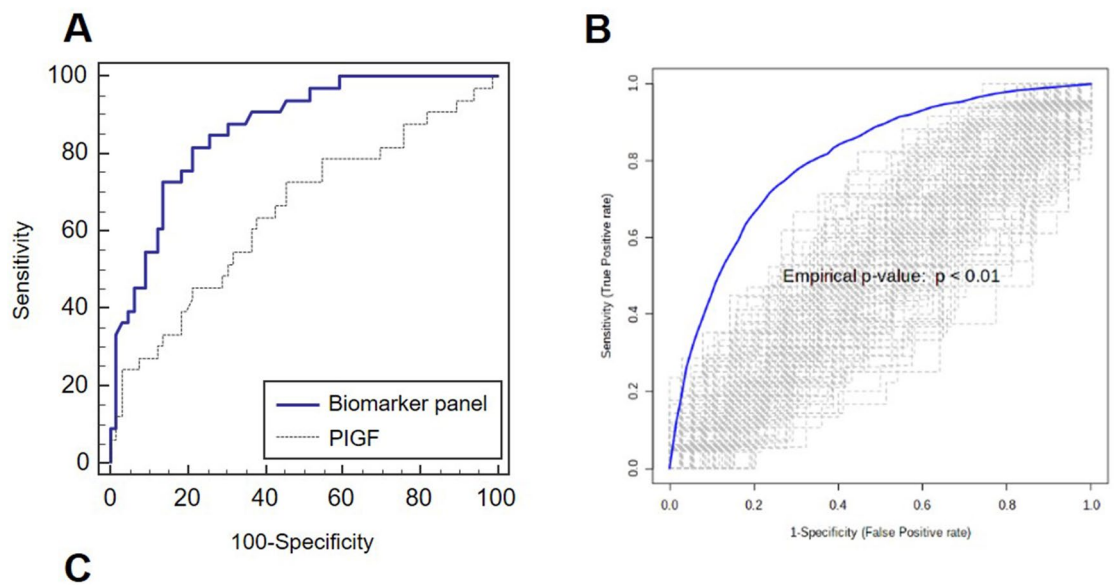 A
100
80
60
40
20
0
Sensitivity
Biomarker panel
PIGF
0 20 40 60 80 100
100-Specificity
B
1.0
0.8
0.6
0.4
0.2
0.0
Sensitivity (True Positive rate)
Empirical p-value: p < 0.01
0.0 0.2 0.4 0.6 0.8 1.0
1-Specificity (False Positive rate)
C